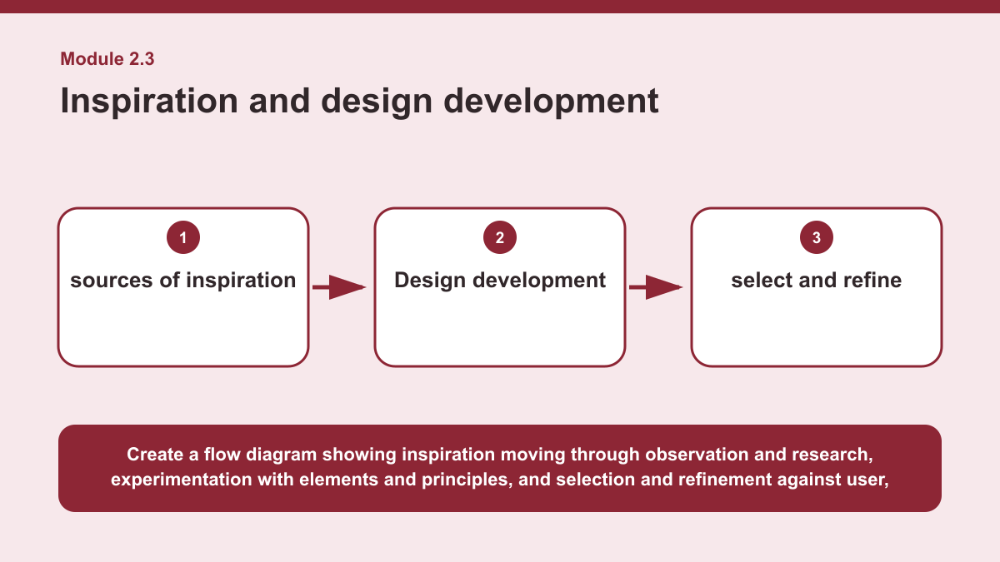 Module 2.3
Inspiration and design development
1
sources of inspiration
2
Design development
3
select and refine
Create a flow diagram showing inspiration moving through observation and research,
experimentation with elements and principles, and selection and refinement against user,